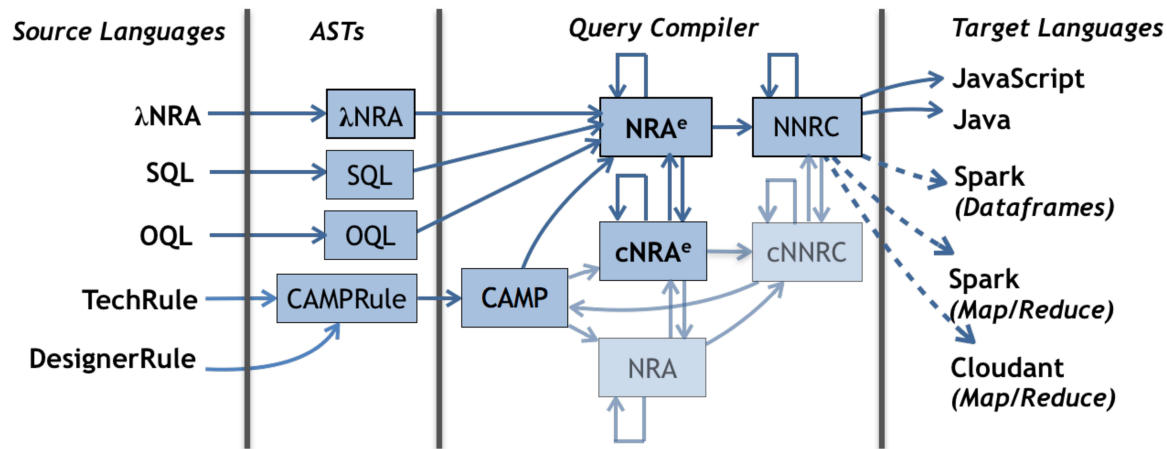 Source Languages
ASTs
Query Compiler
Target Languages
λNRA
λNRA
NRAᵉ
NNRC
JavaScript
Java
SQL
SQL
Spark
(Dataframes)
OQL
OQL
cNRAᵉ
cNNRC
TechRule
CAMPRule
CAMP
Spark
(Map/Reduce)
DesignerRule
NRA
Cloudant
(Map/Reduce)